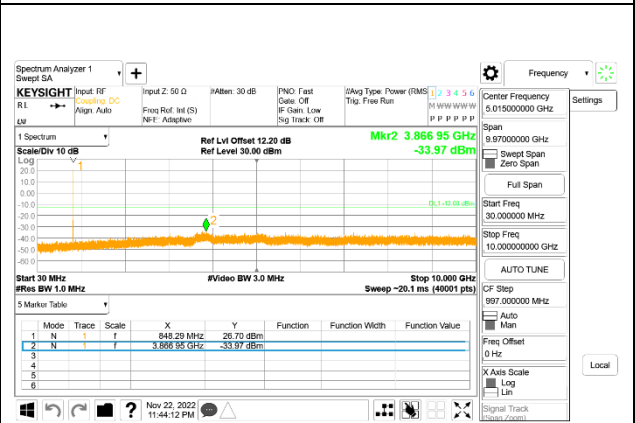 Spectrum Analyzer 1
Swept SA
Frequency
Settings
KEYSIGHT
RL
Input: RF
Coupling: DC
Align: Auto
Input Z: 50 Ω
Freq Ref: Int (S)
NFE: Adaptive
#Atten: 30 dB
PNO: Fast
Gate: Off
IF Gain: Low
Sig Track: Off
#Avg Type: Power (RMS
Trig: Free Run
1 2 3 4 5 6
M W W W W W
P P P P P P
1 Spectrum
Scale/Div 10 dB
Ref Lvl Offset 12.20 dB
Ref Level 30.00 dBm
Mkr2 3.866 95 GHz
-33.97 dBm
Log
20.0
10.0
0.00
-10.0
-20.0
-30.0
-40.0
-50.0
-60.0
1
2
Start 30 MHz
#Res BW 1.0 MHz
#Video BW 3.0 MHz
Stop 10.000 GHz
Sweep ~20.1 ms (40001 pts)
5 Marker Table
Mode Trace Scale X Y Function Function Width Function Value
1 N 1 f 848.29 MHz 26.70 dBm
2 N 1 f 3.866 95 GHz -33.97 dBm
3
4
5
6
Nov 22, 2022
11:44:12 PM
Center Frequency
5.015000000 GHz
Span
9.97000000 GHz
Swept Span
Zero Span
Full Span
Start Freq
30.000000 MHz
Stop Freq
10.000000000 GHz
AUTO TUNE
CF Step
997.000000 MHz
Auto
Man
Freq Offset
0 Hz
X Axis Scale
Log
Lin
Signal Track
(Span Zoom)
Local